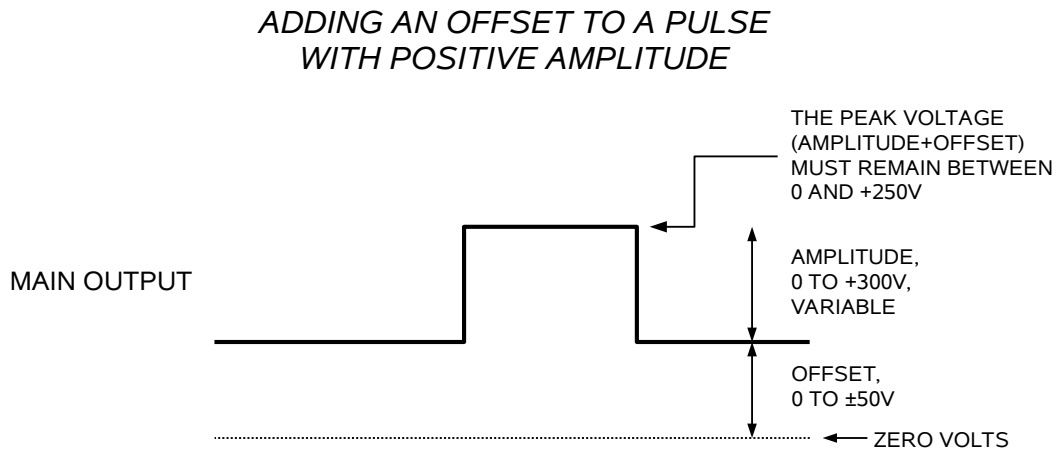 ADDING AN OFFSET TO A PULSE
WITH POSITIVE AMPLITUDE
THE PEAK VOLTAGE
(AMPLITUDE+OFFSET)
MUST REMAIN BETWEEN
0 AND +250V
MAIN OUTPUT
AMPLITUDE,
0 TO +300V,
VARIABLE
OFFSET,
0 TO ±50V
ZERO VOLTS